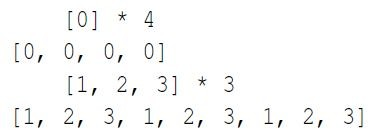 [0] * 4
[0, 0, 0, 0]
[1, 2, 3] * 3
[1, 2, 3, 1, 2, 3, 1, 2, 3]